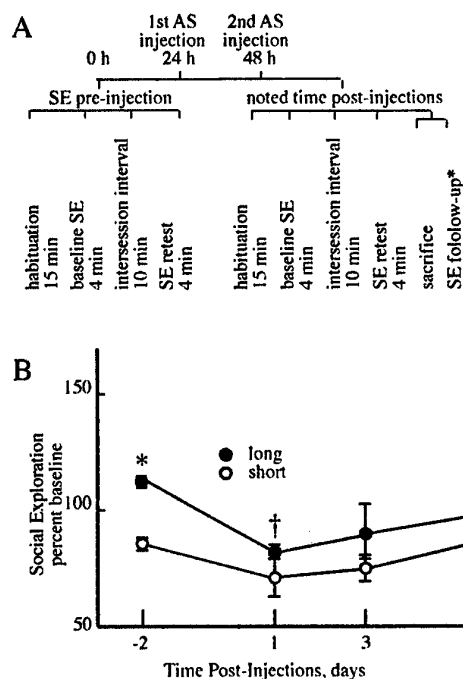 A
1st AS 2nd AS
injection injection
0 h 24 h 48 h
SE pre-injection noted time post-injections
habituation
15 min
baseline SE
4 min
intersession interval
10 min
SE retest
4 min
habituation
15 min
baseline SE
4 min
intersession interval
10 min
SE retest
4 min
sacrifice
SE fololow-up*
B
Social Exploration
percent baseline
150
100
50
*
†
long
short
-2 1 3
Time Post-Injections, days